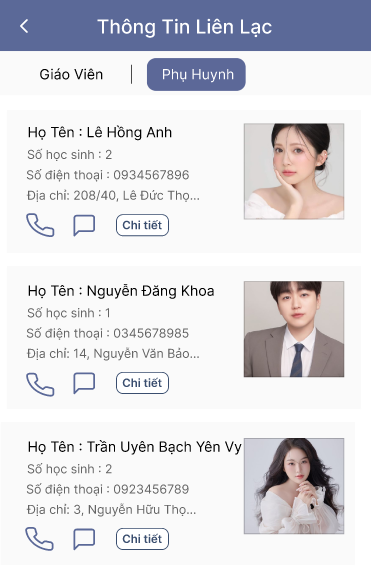 Thông Tin Liên Lạc
Giáo Viên | Phụ Huynh
Họ Tên : Lê Hồng Anh
Số học sinh : 2
Số điện thoại : 0934567896
Địa chỉ: 208/40, Lê Đức Thọ...
Chi tiết
Họ Tên : Nguyễn Đăng Khoa
Số học sinh : 1
Số điện thoại : 0345678985
Địa chỉ: 14, Nguyễn Văn Bảo...
Chi tiết
Họ Tên : Trần Uyên Bạch Yên Vy
Số học sinh : 2
Số điện thoại : 0923456789
Địa chỉ: 3, Nguyễn Hữu Thọ...
Chi tiết